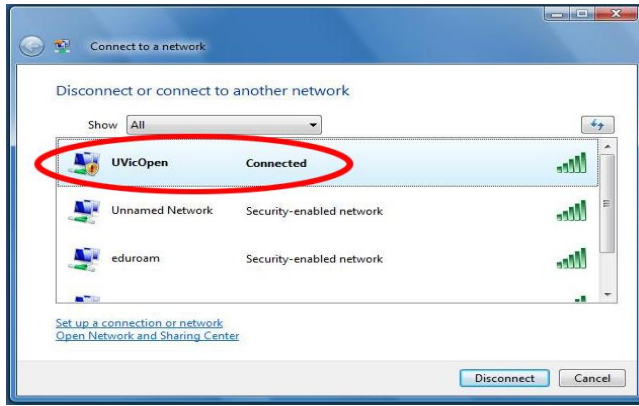 Connect to a network
Disconnect or connect to another network
Show All
UVicOpen Connected
Unnamed Network Security-enabled network
eduroam Security-enabled network
Set up a connection or network
Open Network and Sharing Center
Disconnect Cancel